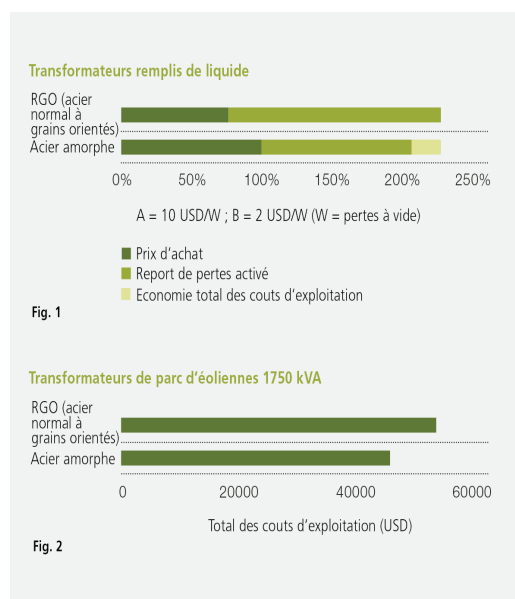 Transformateurs remplis de liquide
RGO (acier
normal à
grains orientés)
Acier amorphe
0% 50% 100% 150% 200% 250%
A = 10 USD/W ; B = 2 USD/W (W = pertes à vide)
Prix d'achat
Report de pertes activé
Economie total des couts d'exploitation
Fig. 1
Transformateurs de parc d'éoliennes 1750 kVA
RGO (acier
normal à
grains orientés)
Acier amorphe
0 20000 40000 60000
Total des couts d'exploitation (USD)
Fig. 2